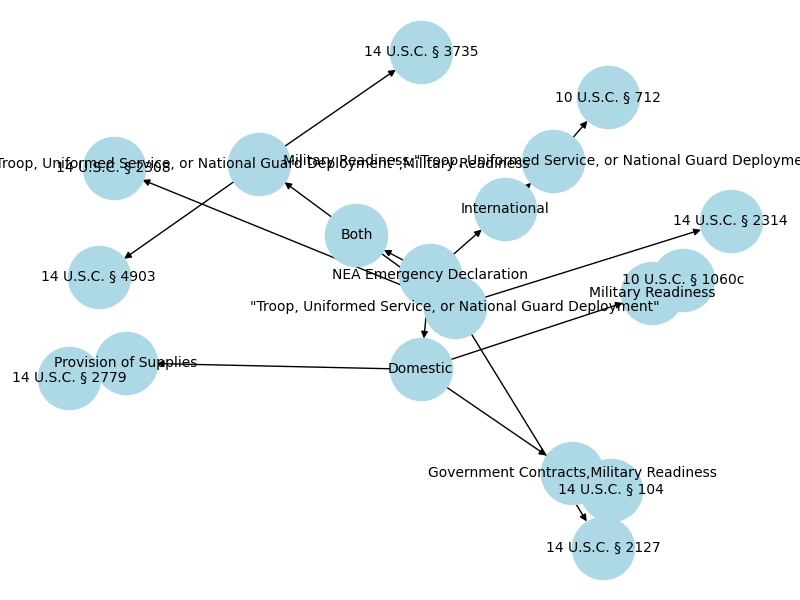 14 U.S.C. § 3735
10 U.S.C. § 712
Troop, Uniformed Service, or National Guard Deployment",Military Readiness
Military Readiness,"Troop, Uniformed Service, or National Guard Deployme
14 U.S.C. § 2308
International
14 U.S.C. § 2314
Both
NEA Emergency Declaration
14 U.S.C. § 4903
10 U.S.C. § 1060c
Military Readiness
"Troop, Uniformed Service, or National Guard Deployment"
Provision of Supplies
Domestic
14 U.S.C. § 2779
Government Contracts,Military Readiness
14 U.S.C. § 104
14 U.S.C. § 2127